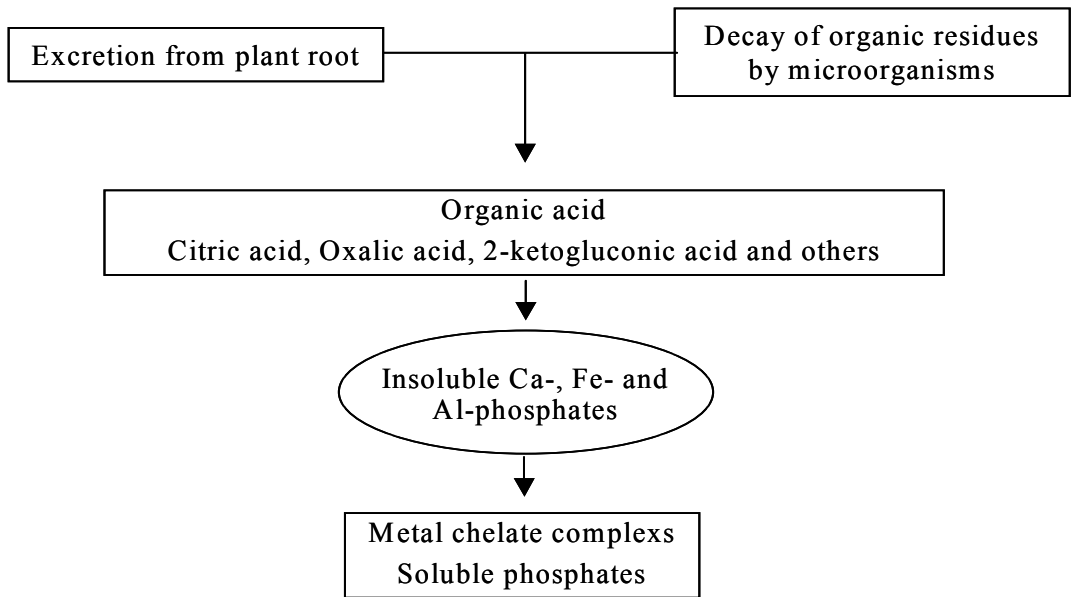 Excretion from plant root
Decay of organic residues
by microorganisms
Organic acid
Citric acid, Oxalic acid, 2-ketogluconic acid and others
Insoluble Ca-, Fe- and
Al-phosphates
Metal chelate complexs
Soluble phosphates